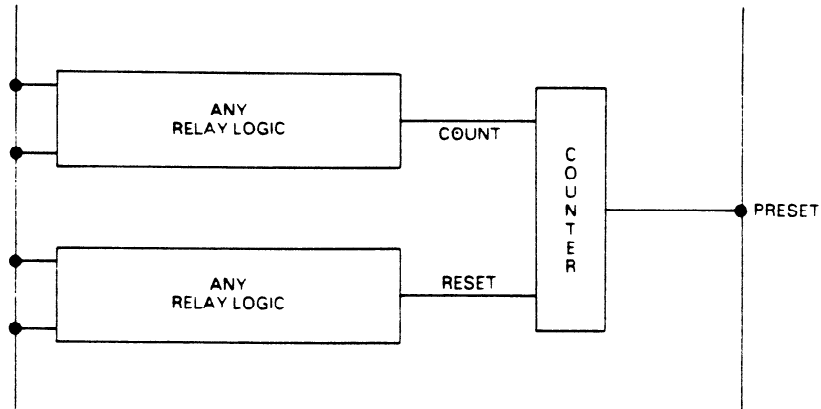 ANY
RELAY LOGIC
COUNT
COUNTER
PRESET
ANY
RELAY LOGIC
RESET